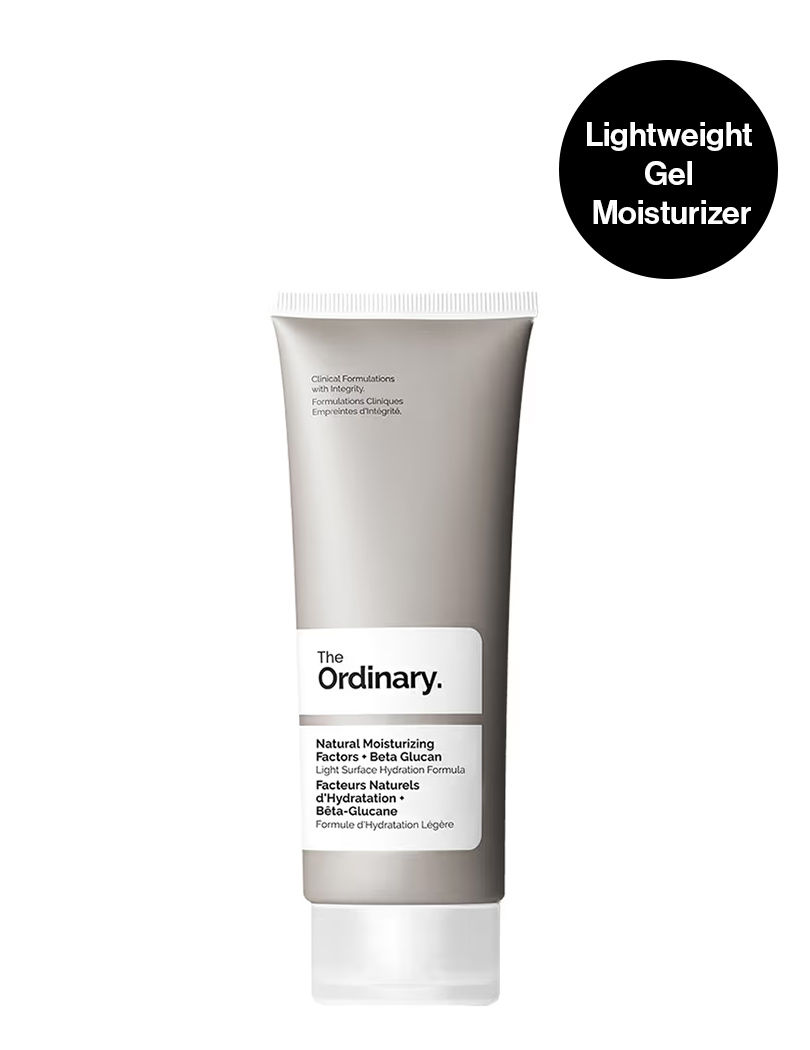 Lightweight
Gel
Moisturizer
Clinical Formulations
with Integrity.
Formulations Cliniques
Empreintes d'Intégrité.
The
Ordinary.
Natural Moisturizing
Factors + Beta Glucan
Light Surface Hydration Formula
Facteurs Naturels
d'Hydratation +
Bêta-Glucane
Formule d'Hydratation Légère